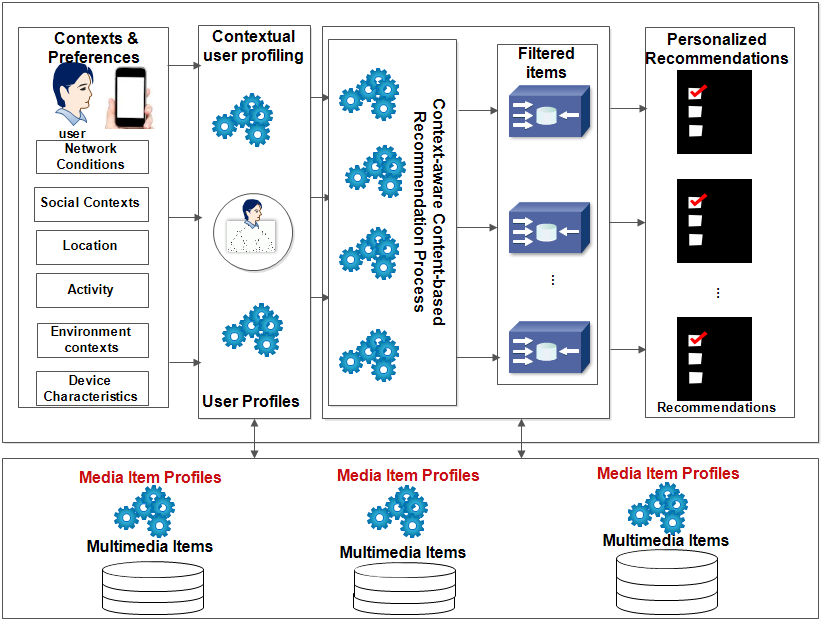 Contexts &
Preferences
user
Network
Conditions
Social Contexts
Location
Activity
Environment
contexts
Device
Characteristics
Contextual
user profiling
User Profiles
Context-aware Content-based
Recommendation Process
Filtered
items
...
Personalized
Recommendations
...
Recommendations
Media Item Profiles
Multimedia Items
Media Item Profiles
Multimedia Items
Media Item Profiles
Multimedia Items